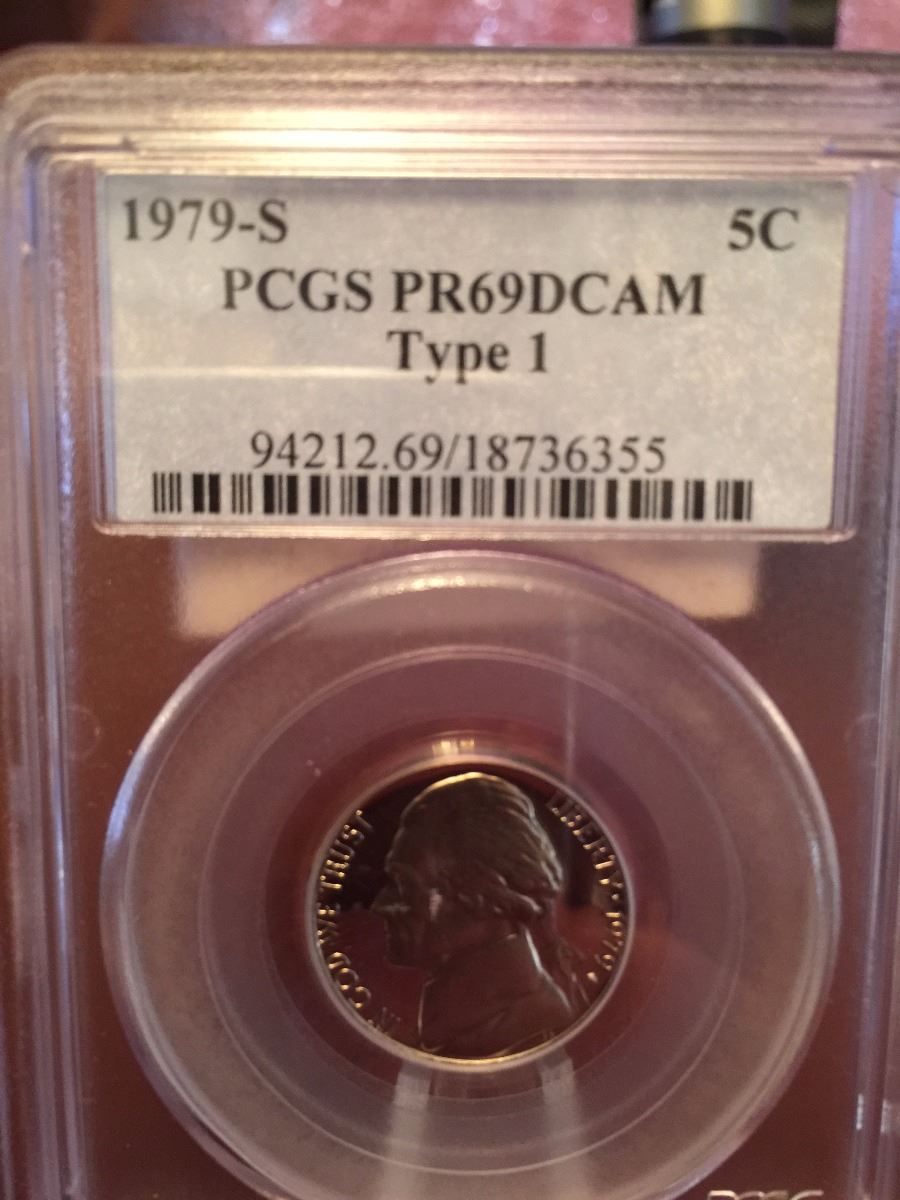 1979-S 5C
PCGS PR69DCAM
Type 1
94212.69/18736355
IN GOD WE TRUST
LIBERTY 1979